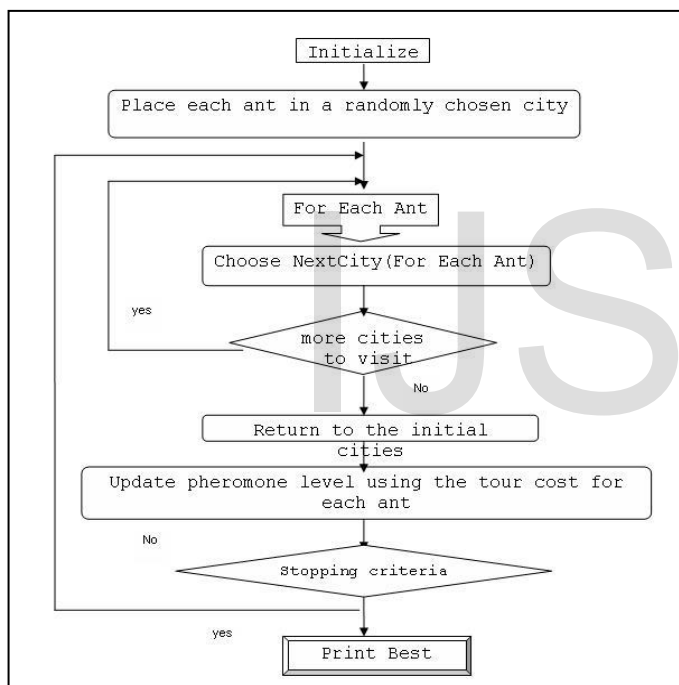 Initialize
Place each ant in a randomly chosen city
For Each Ant
Choose NextCity(For Each Ant)
yes
more cities
to visit
No
Return to the initial
cities
Update pheromone level using the tour cost for
each ant
No
Stopping criteria
yes
Print Best
IJS